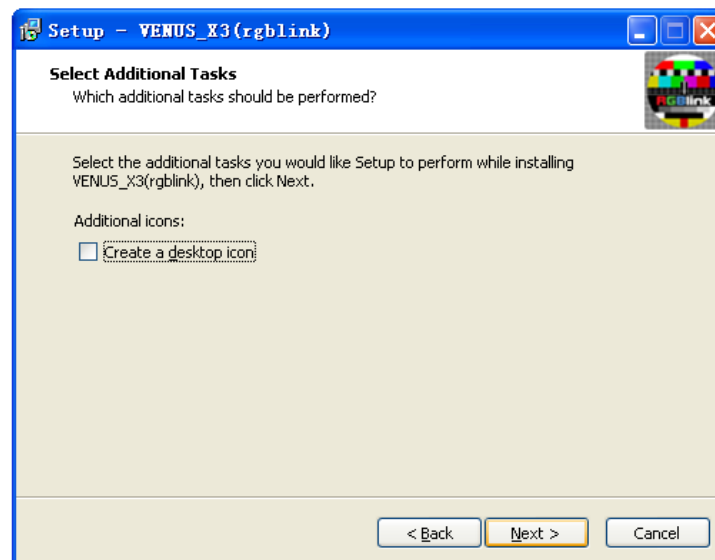 Setup - VENUS_X3(rgblink)
Select Additional Tasks
Which additional tasks should be performed?
RGBlink
Select the additional tasks you would like Setup to perform while installing
VENUS_X3(rgblink), then click Next.
Additional icons:
Create a desktop icon
< Back
Next >
Cancel